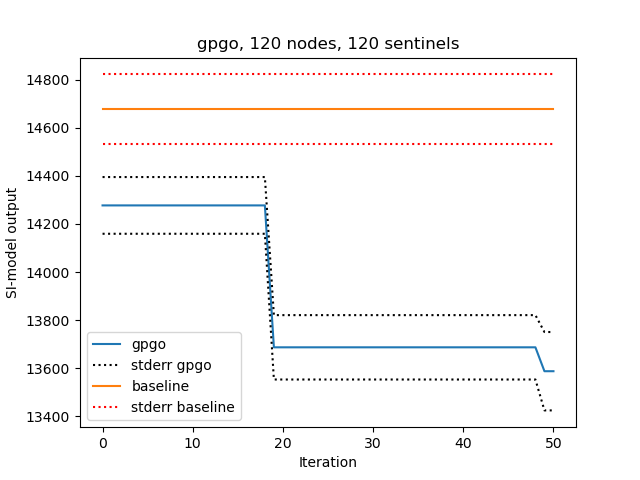 gpgo, 120 nodes, 120 sentinels
SI-model output
14800
14600
14400
14200
14000
13800
13600
13400
gpgo
stderr gpgo
baseline
stderr baseline
0 10 20 30 40 50
Iteration